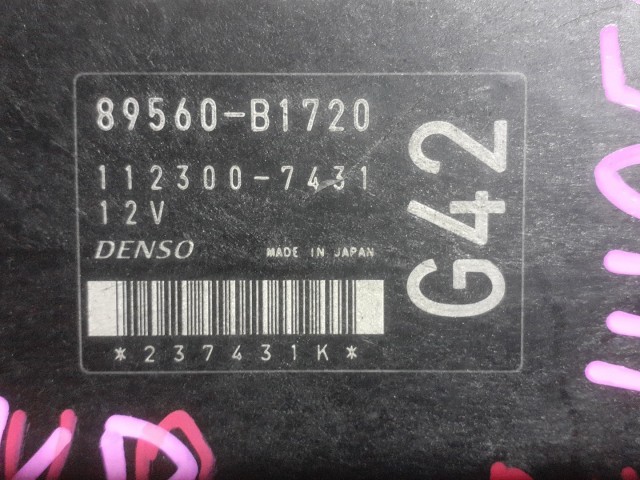 89560-B1720
112300-7431
12V
DENSO MADE IN JAPAN
*237431K*
G42